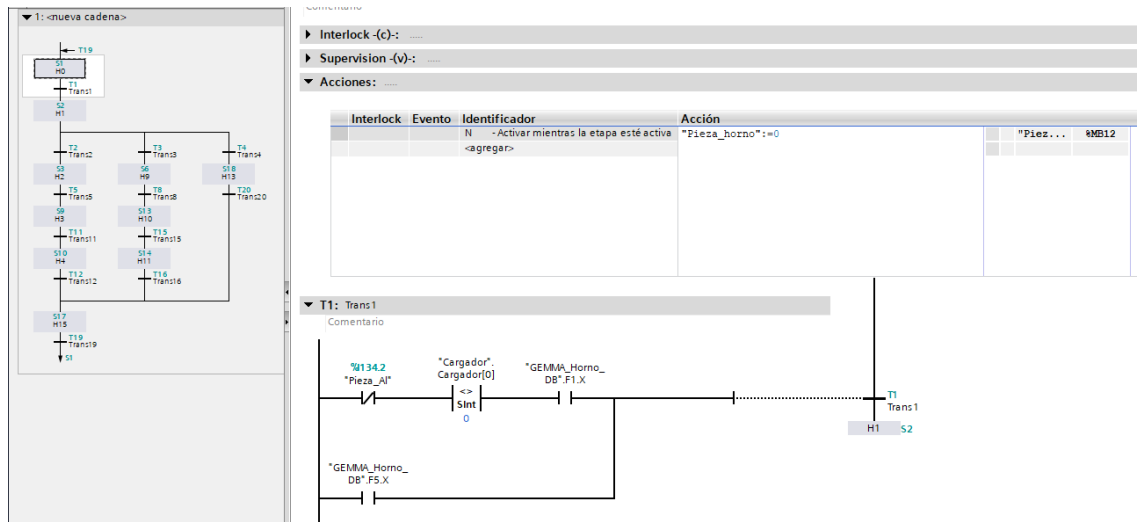 1: <nueva cadena>
T19
S1
H0
T1
Trans1
S2
H1
T2
Trans2
T3
Trans3
T4
Trans4
S3
H2
S6
H9
S18
H13
T5
Trans5
T8
Trans8
T20
Trans20
S9
H3
S13
H10
T11
Trans11
T15
Trans15
S10
H4
S14
H11
T12
Trans12
T16
Trans16
S17
H15
T19
Trans19
S1
Comentario
Interlock -(c)-: .....
Supervision -(v)-: .....
Acciones: .....
Interlock Evento Identificador Acción
N - Activar mientras la etapa esté activa "Pieza_horno":=0 "Piez... %MB12
<agregar>
T1: Trans1
Comentario
%I134.2
"Pieza_Al"
"Cargador".
Cargador[0]
<>
SInt
0
"GEMMA_Horno_
DB".F1.X
T1
Trans1
H1 S2
"GEMMA_Horno_
DB".F5.X